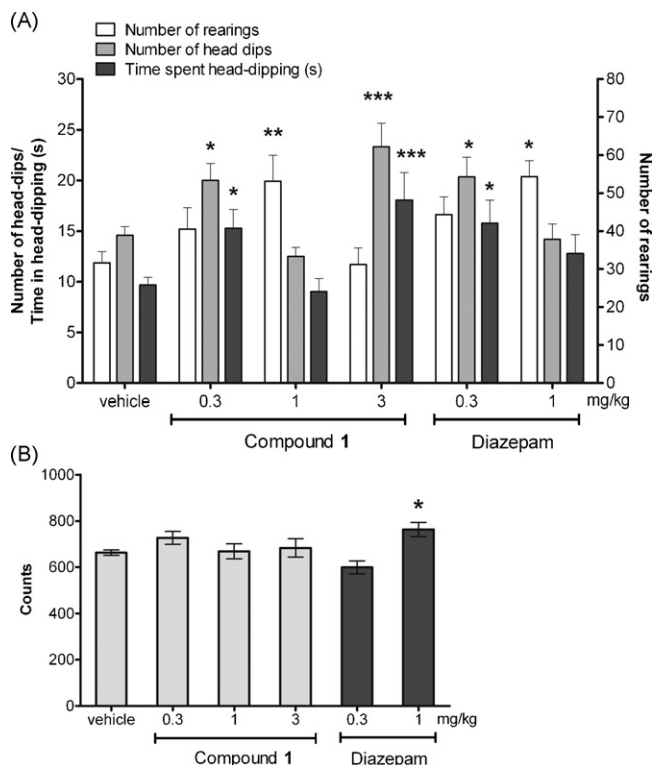 (A)
Number of rearings
Number of head dips
Time spent head-dipping (s)
Number of head-dips/
Time in head-dipping (s)
30
25
20
15
10
5
0
* * ** *** *** * * *
80
70
60
50
40
30
20
10
0
Number of rearings
vehicle 0.3 1 3 0.3 1 mg/kg
Compound 1 Diazepam
(B)
Counts
1000
800
600
400
200
0
*
vehicle 0.3 1 3 0.3 1 mg/kg
Compound 1 Diazepam